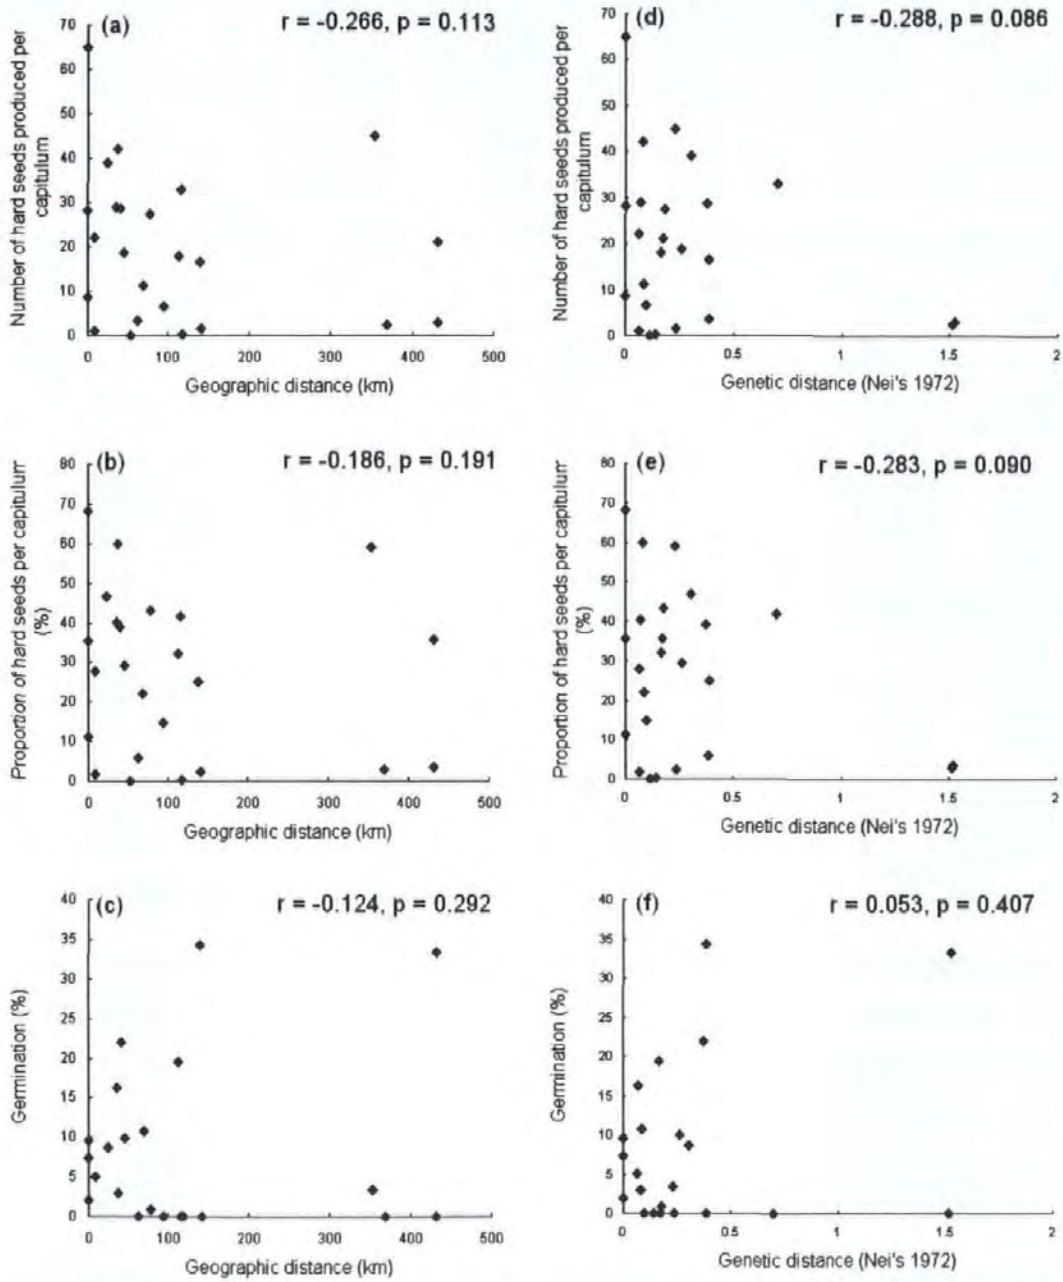 (a)
r = -0.266, p = 0.113
Number of hard seeds produced per
capitulum
70
60
50
40
30
20
10
0
0 100 200 300 400 500
Geographic distance (km)
(d)
r = -0.288, p = 0.086
Number of hard seeds produced per
capitulum
70
60
50
40
30
20
10
0
0 0.5 1 1.5 2
Genetic distance (Nei's 1972)
(b)
r = -0.186, p = 0.191
Proportion of hard seeds per capitulum
(%)
80
70
60
50
40
30
20
10
0
0 100 200 300 400 500
Geographic distance (km)
(e)
r = -0.283, p = 0.090
Proportion of hard seeds per capitulum
(%)
80
70
60
50
40
30
20
10
0
0 0.5 1 1.5 2
Genetic distance (Nei's 1972)
(c)
r = -0.124, p = 0.292
Germination (%)
40
35
30
25
20
15
10
5
0
0 100 200 300 400 500
Geographic distance (km)
(f)
r = 0.053, p = 0.407
Germination (%)
40
35
30
25
20
15
10
5
0
0 0.5 1 1.5 2
Genetic distance (Nei's 1972)